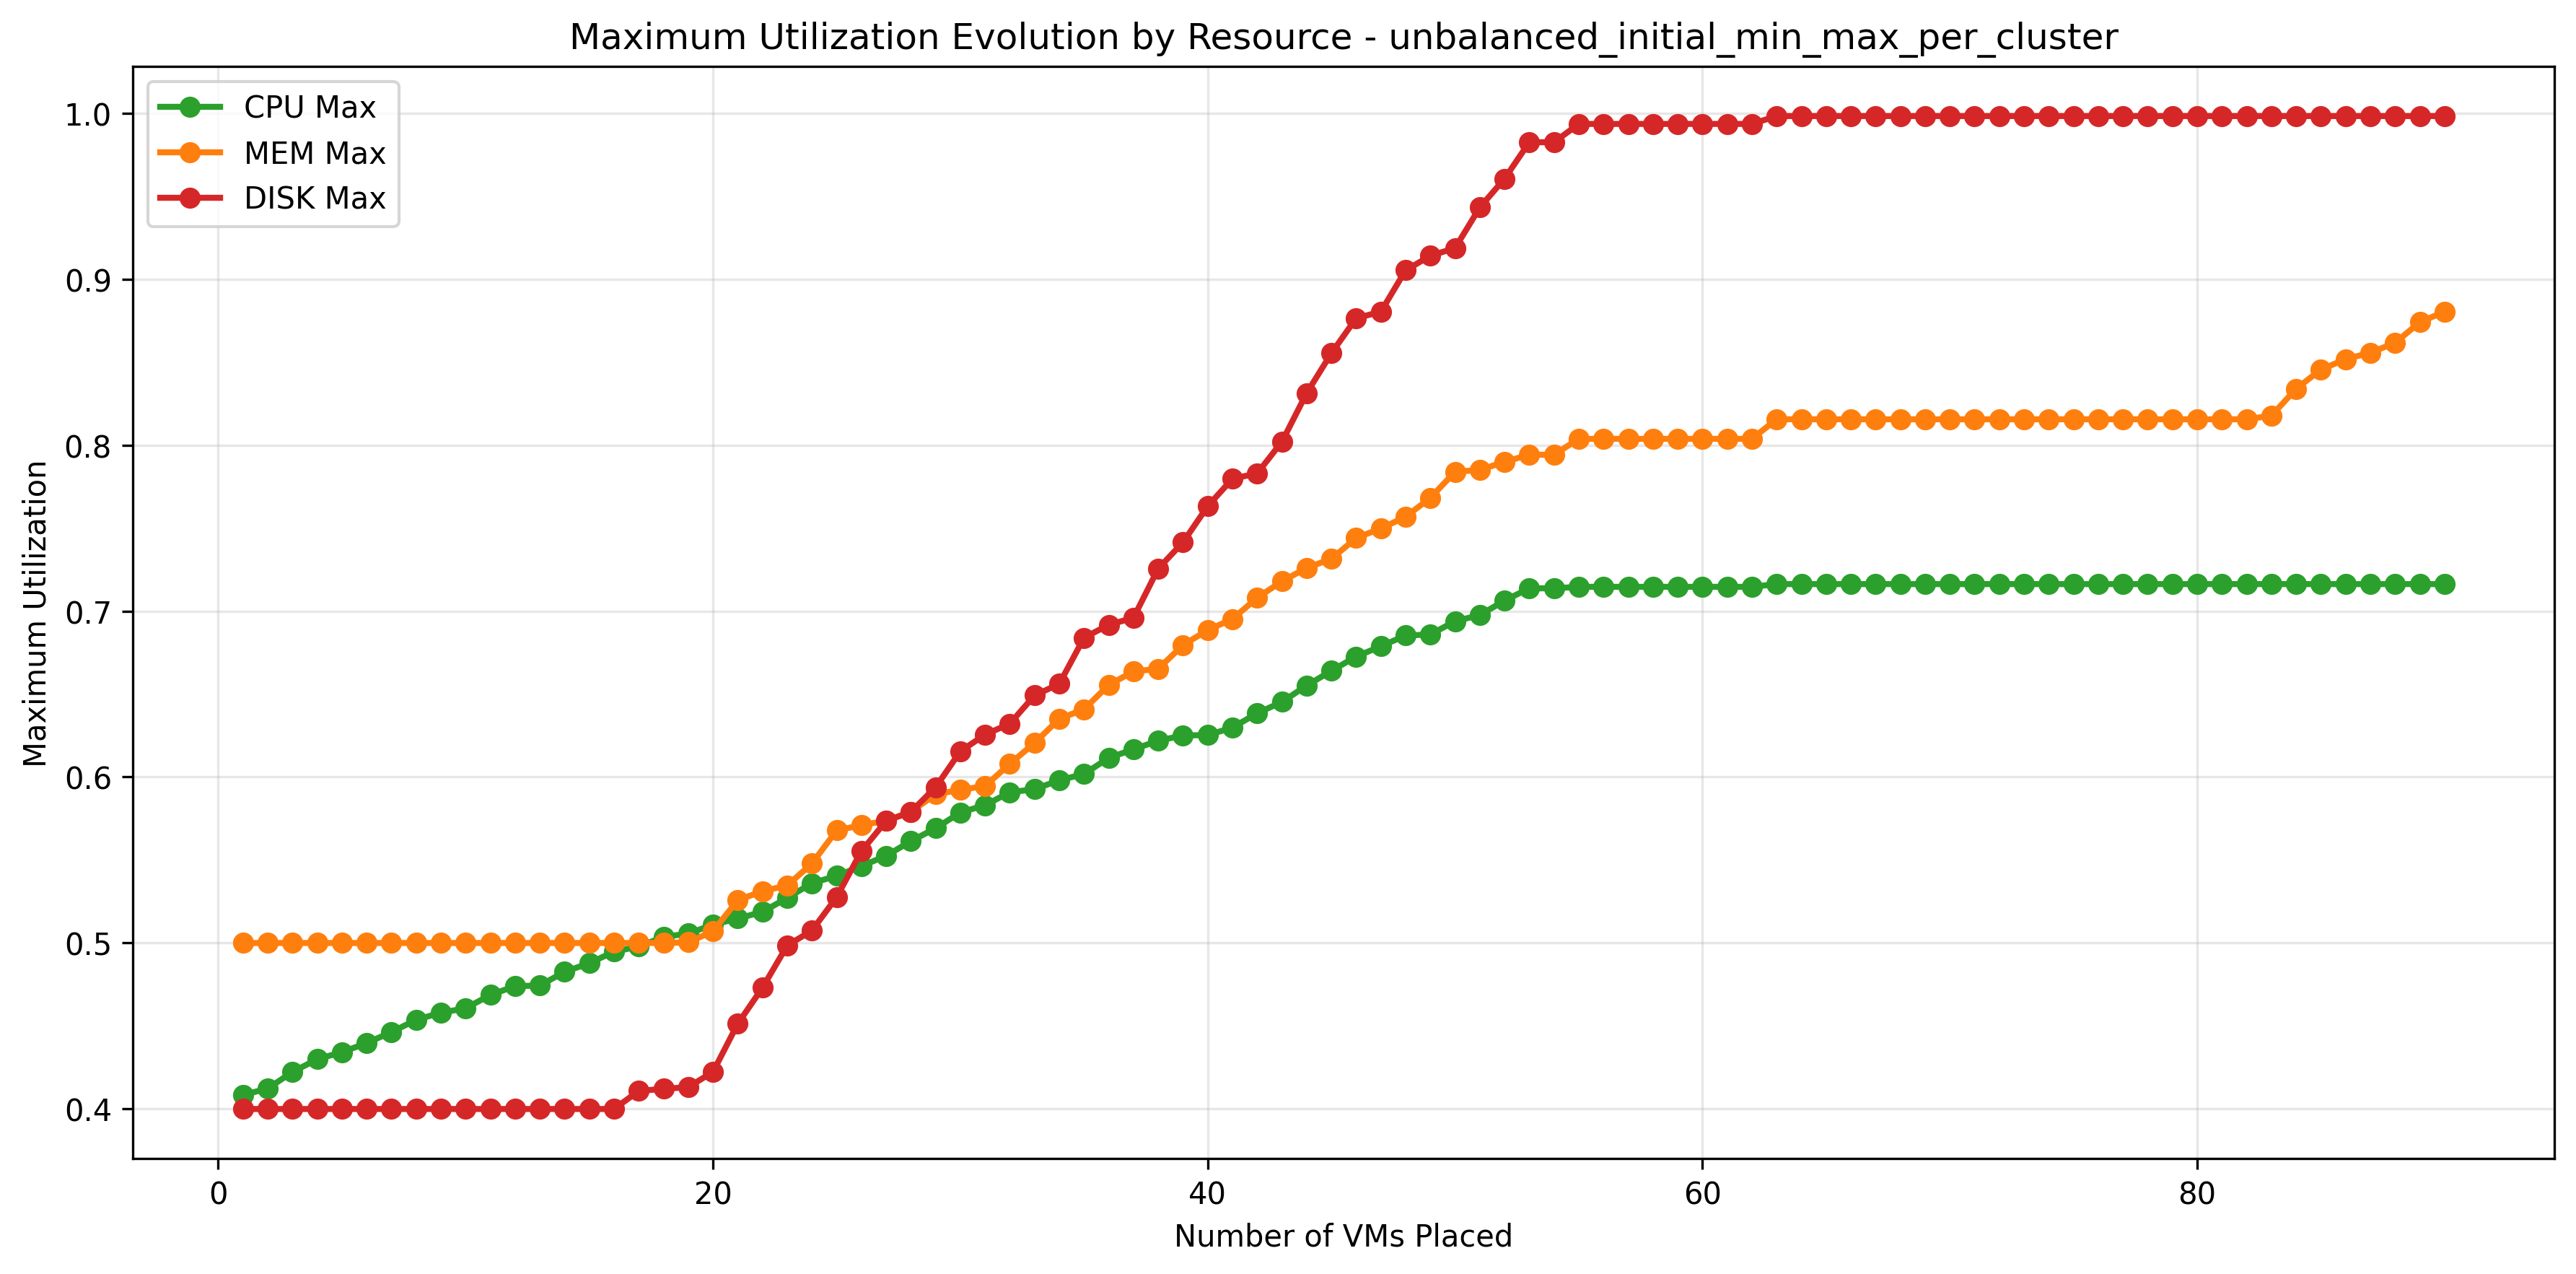 Maximum Utilization Evolution by Resource - unbalanced_initial_min_max_per_cluster
CPU Max
MEM Max
DISK Max
1.0
0.9
0.8
0.7
0.6
0.5
0.4
Maximum Utilization
0 20 40 60 80
Number of VMs Placed